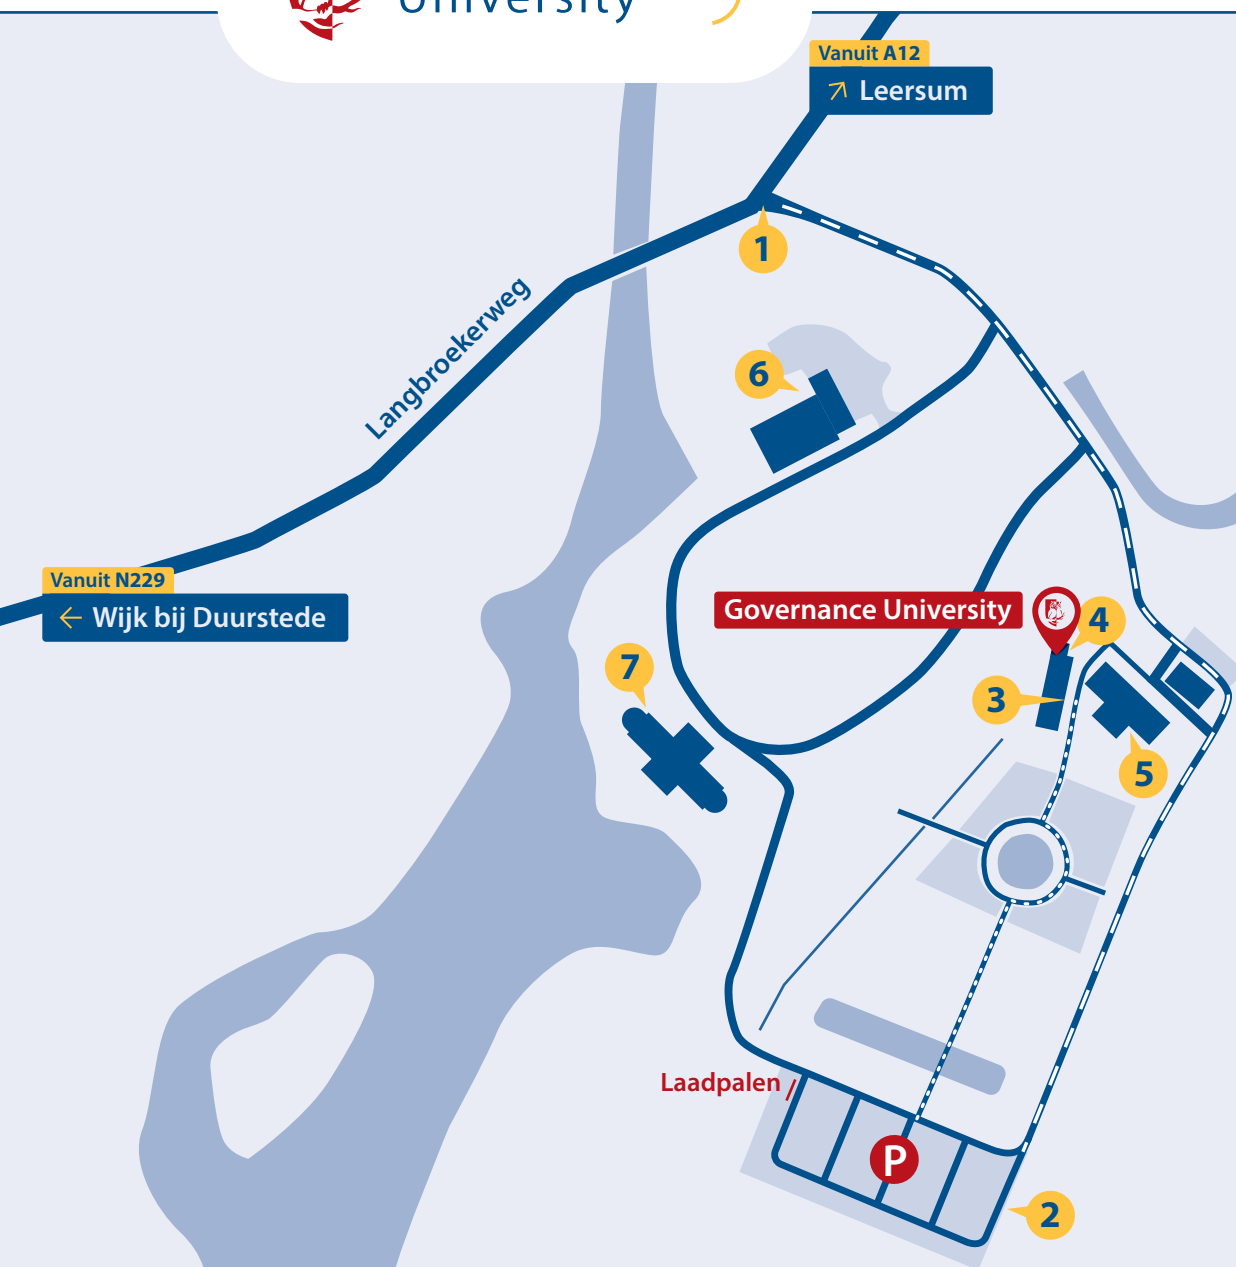 University
Vanuit A12
Leersum
1
Langbroekerweg
6
Vanuit N229
Wijk bij Duurstede
Governance University
4
7
3
5
Laadpalen
P
2